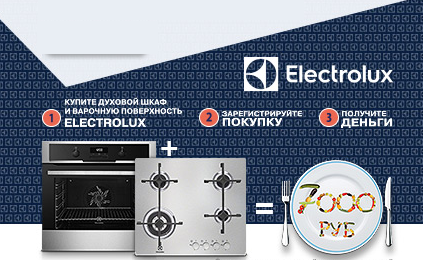 Electrolux
1 КУПИТЕ ДУХОВОЙ ШКАФ
И ВАРОЧНУЮ ПОВЕРХНОСТЬ
ELECTROLUX
2 ЗАРЕГИСТРИРУЙТЕ
ПОКУПКУ
3 ПОЛУЧИТЕ
ДЕНЬГИ
+
=
7000
РУБ